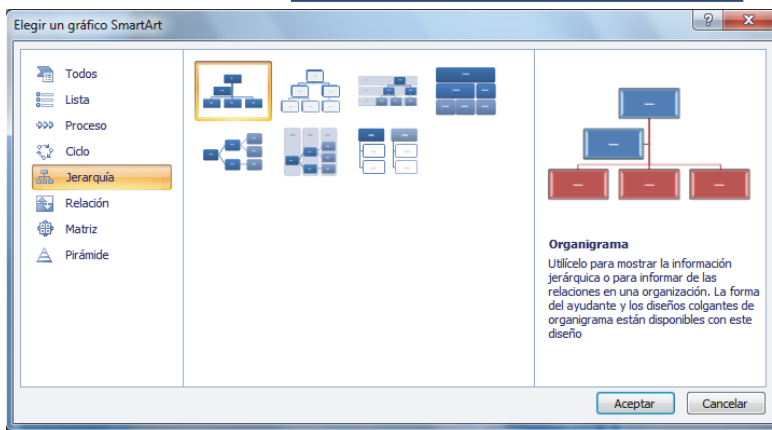 Elegir un gráfico SmartArt
Todos
Lista
Proceso
Ciclo
Jerarquía
Relación
Matriz
Pirámide
Organigrama
Utilícelo para mostrar la información
jerárquica o para informar de las
relaciones en una organización. La forma
del ayudante y los diseños colgantes de
organigrama están disponibles con este
diseño
Aceptar
Cancelar